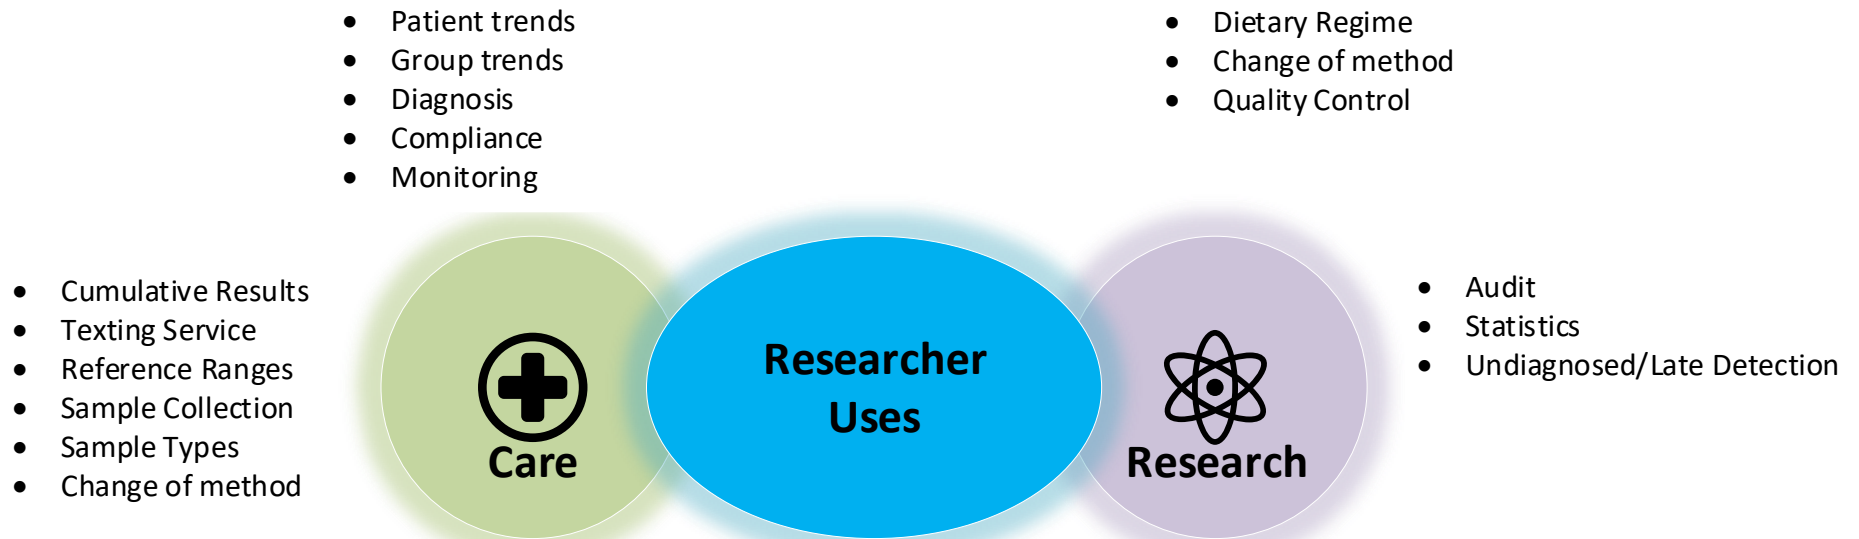 • Patient trends
• Group trends
• Diagnosis
• Compliance
• Monitoring
• Dietary Regime
• Change of method
• Quality Control
• Cumulative Results
• Texting Service
• Reference Ranges
• Sample Collection
• Sample Types
• Change of method
Care
Researcher
Uses
Research
• Audit
• Statistics
• Undiagnosed/Late Detection